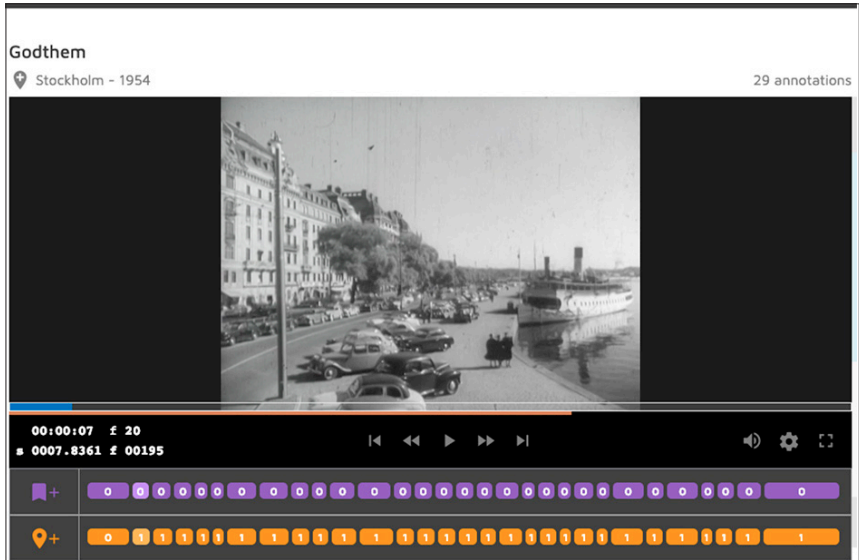 Godthem
Stockholm - 1954
29 annotations
00:00:07 f 20
s 0007.8361 f 00195
+ 0 0 0 0 0 0 0 0 0 0 0 0 0 0 0 0 0 0 0 0 0 0 0 0 0 0 0 0 0 0 0
+ 0 1 1 1 1 1 1 1 1 1 1 1 1 1 1 1 1 1 1 1 1 1 1 1 1 1 1 1 1 1 1